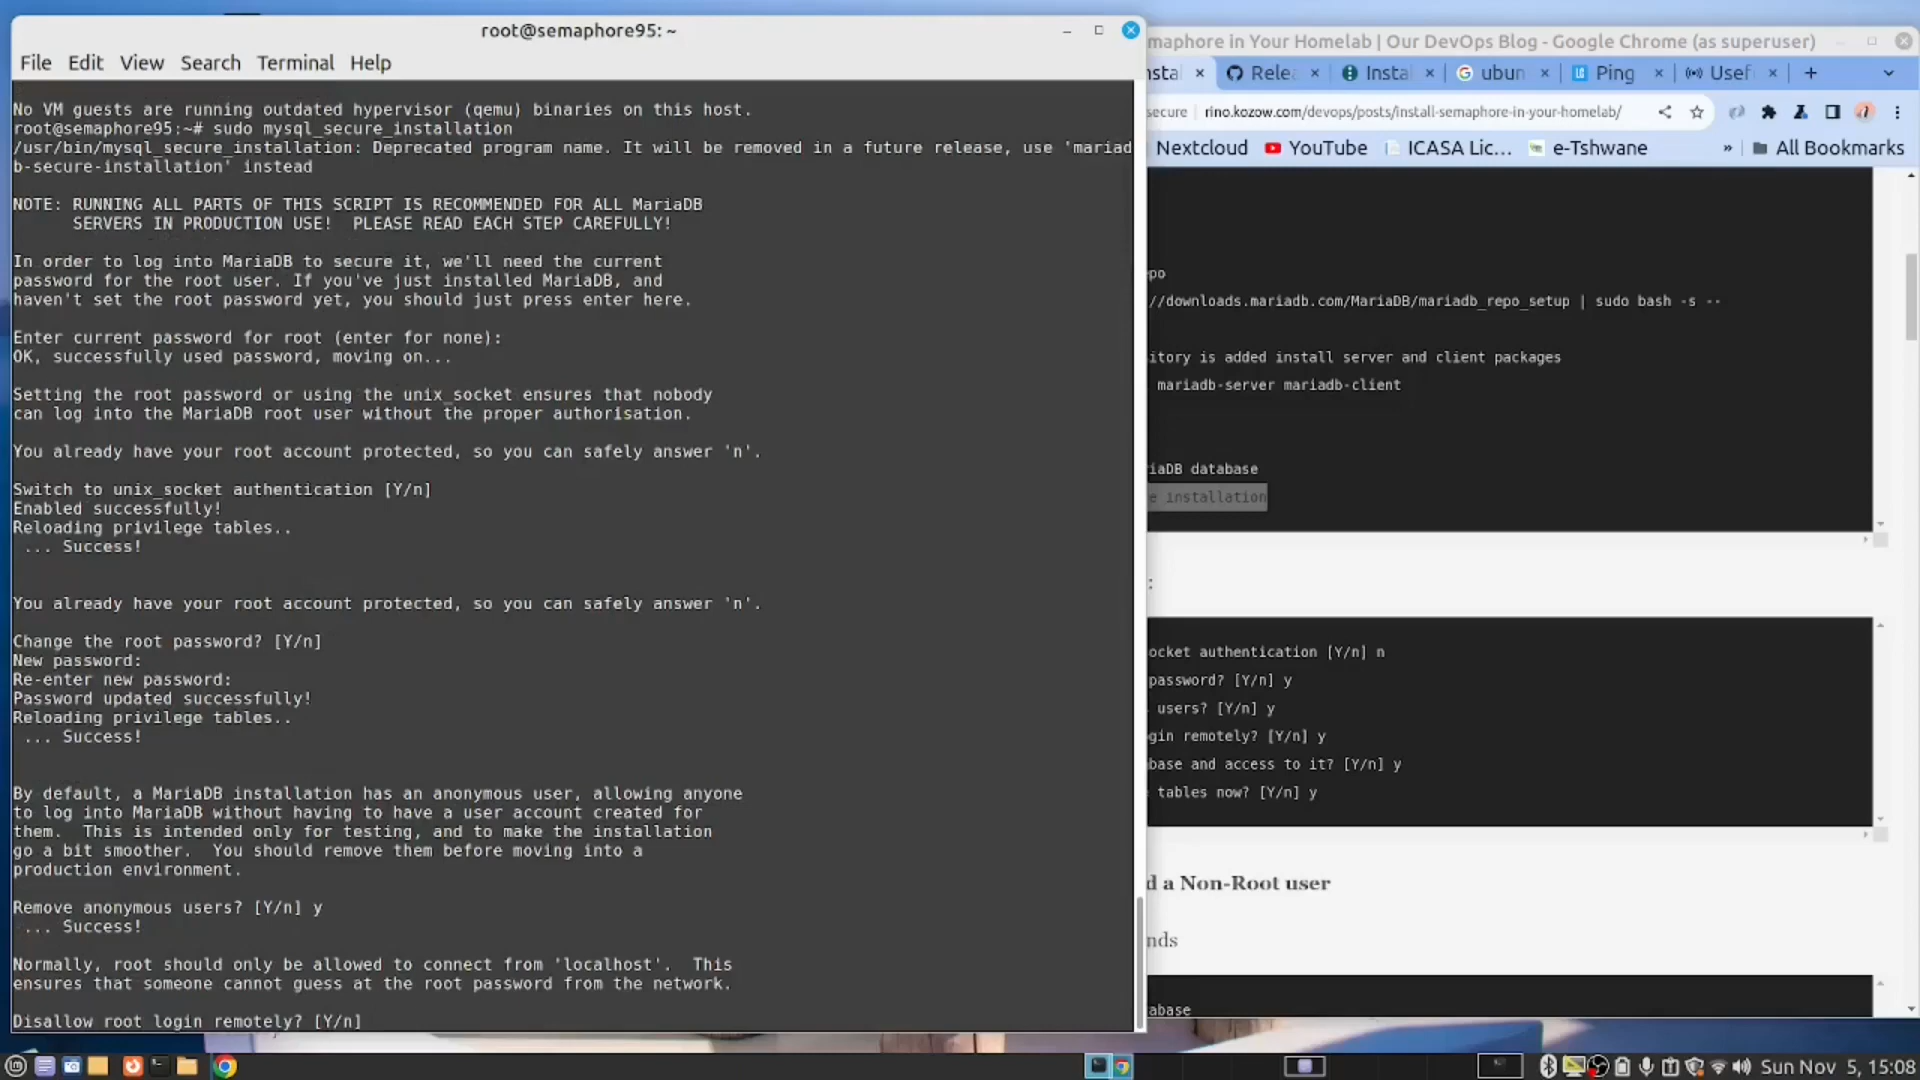 root@semaphore95: ~
File Edit View Search Terminal Help
No VM guests are running outdated hypervisor (qemu) binaries on this host.
root@semaphore95:~# sudo mysql_secure_installation
/usr/bin/mysql_secure_installation: Deprecated program name. It will be removed in a future release, use 'mariad
b-secure-installation' instead
NOTE: RUNNING ALL PARTS OF THIS SCRIPT IS RECOMMENDED FOR ALL MariaDB
SERVERS IN PRODUCTION USE! PLEASE READ EACH STEP CAREFULLY!
In order to log into MariaDB to secure it, we'll need the current
password for the root user. If you've just installed MariaDB, and
haven't set the root password yet, you should just press enter here.
Enter current password for root (enter for none):
OK, successfully used password, moving on...
Setting the root password or using the unix_socket ensures that nobody
can log into the MariaDB root user without the proper authorisation.
You already have your root account protected, so you can safely answer 'n'.
Switch to unix_socket authentication [Y/n]
Enabled successfully!
Reloading privilege tables..
... Success!
You already have your root account protected, so you can safely answer 'n'.
Change the root password? [Y/n]
New password:
Re-enter new password:
Password updated successfully!
Reloading privilege tables..
... Success!
By default, a MariaDB installation has an anonymous user, allowing anyone
to log into MariaDB without having to have a user account created for
them. This is intended only for testing, and to make the installation
go a bit smoother. You should remove them before moving into a
production environment.
Remove anonymous users? [Y/n] y
... Success!
Normally, root should only be allowed to connect from 'localhost'. This
ensures that someone cannot guess at the root password from the network.
Disallow root login remotely? [Y/n]
maphore in Your Homelab | Our DevOps Blog - Google Chrome (as superuser)
nstal Relea Instal ubun Ping Usef
secure rino.kozow.com/devops/posts/install-semaphore-in-your-homelab/
Nextcloud YouTube ICASA Lic... e-Tshwane » All Bookmarks
po
//downloads.mariadb.com/MariaDB/mariadb_repo_setup | sudo bash -s --
itory is added install server and client packages
mariadb-server mariadb-client
iaDB database
e installation
:
ocket authentication [Y/n] n
password? [Y/n] y
users? [Y/n] y
gin remotely? [Y/n] y
base and access to it? [Y/n] y
tables now? [Y/n] y
d a Non-Root user
nds
abase
Sun Nov 5, 15:08